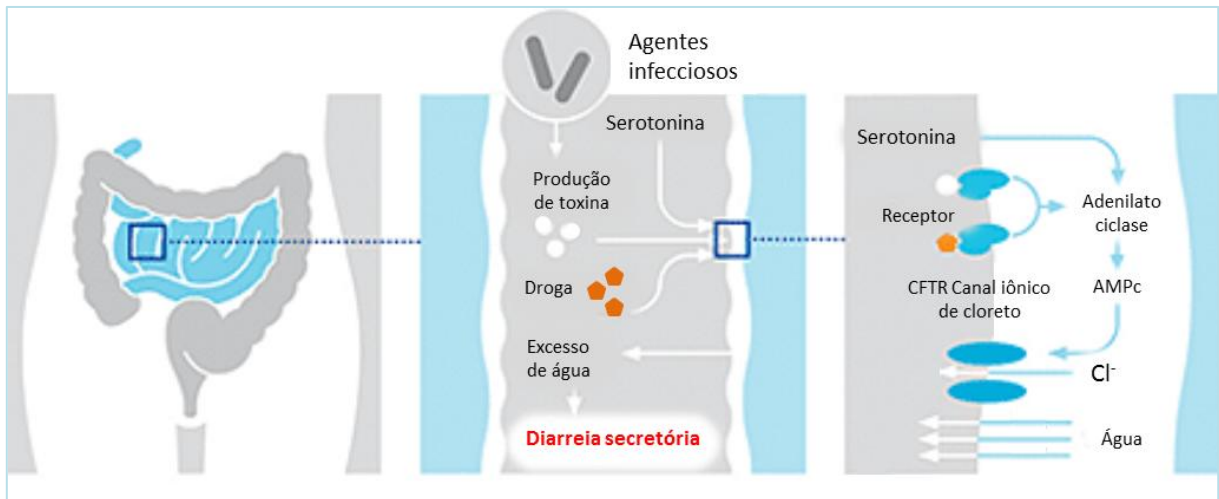 Agentes
infecciosos
Serotonina
Produção
de toxina
Droga
Excesso
de água
Diarreia secretória
Serotonina
Receptor
Adenilato
ciclase
CFTR Canal iônico
de cloreto
AMPc
Cl⁻
Água